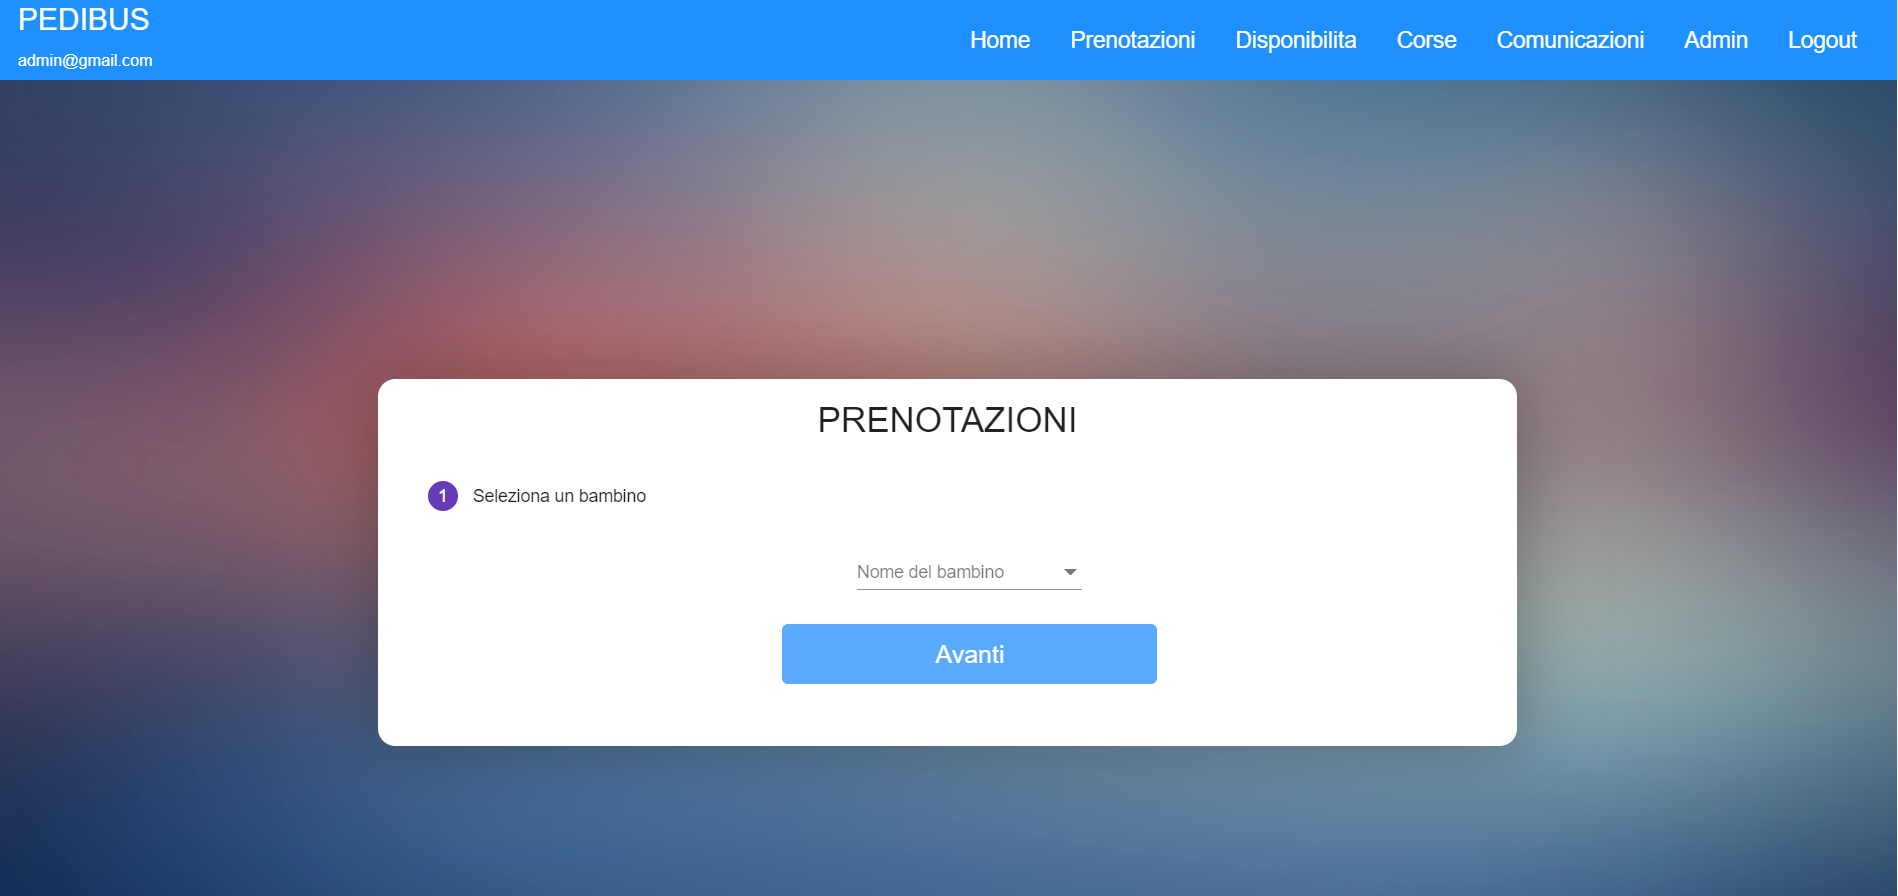 PEDIBUS
admin@gmail.com
Home Prenotazioni Disponibilita Corse Comunicazioni Admin Logout
PRENOTAZIONI
1 Seleziona un bambino
Nome del bambino
Avanti